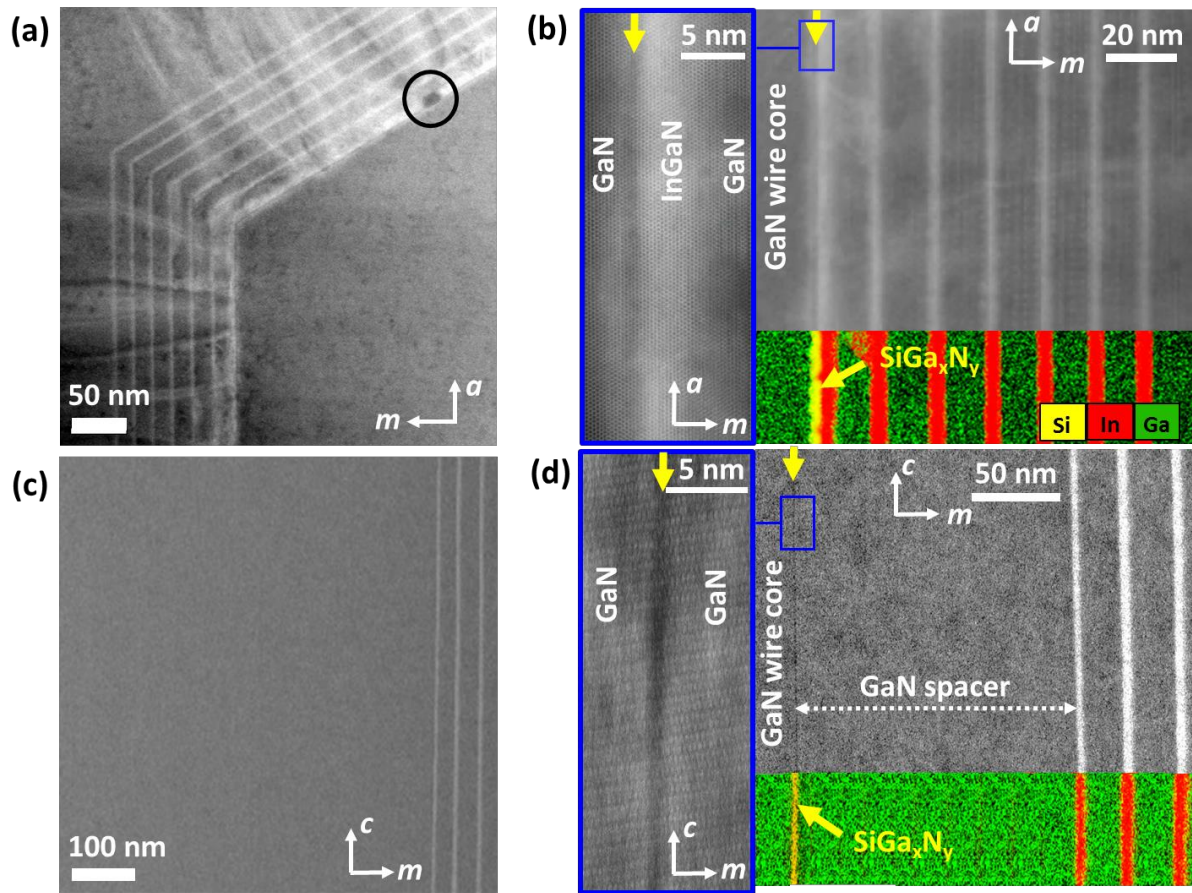 (a)
50 nm
a
m
(b)
5 nm
GaN
InGaN
GaN
a
m
GaN wire core
a
m
20 nm
SiGaxNy
Si In Ga
(c)
100 nm
c
m
(d)
5 nm
GaN
GaN
GaN wire core
c
m
50 nm
GaN spacer
SiGaxNy